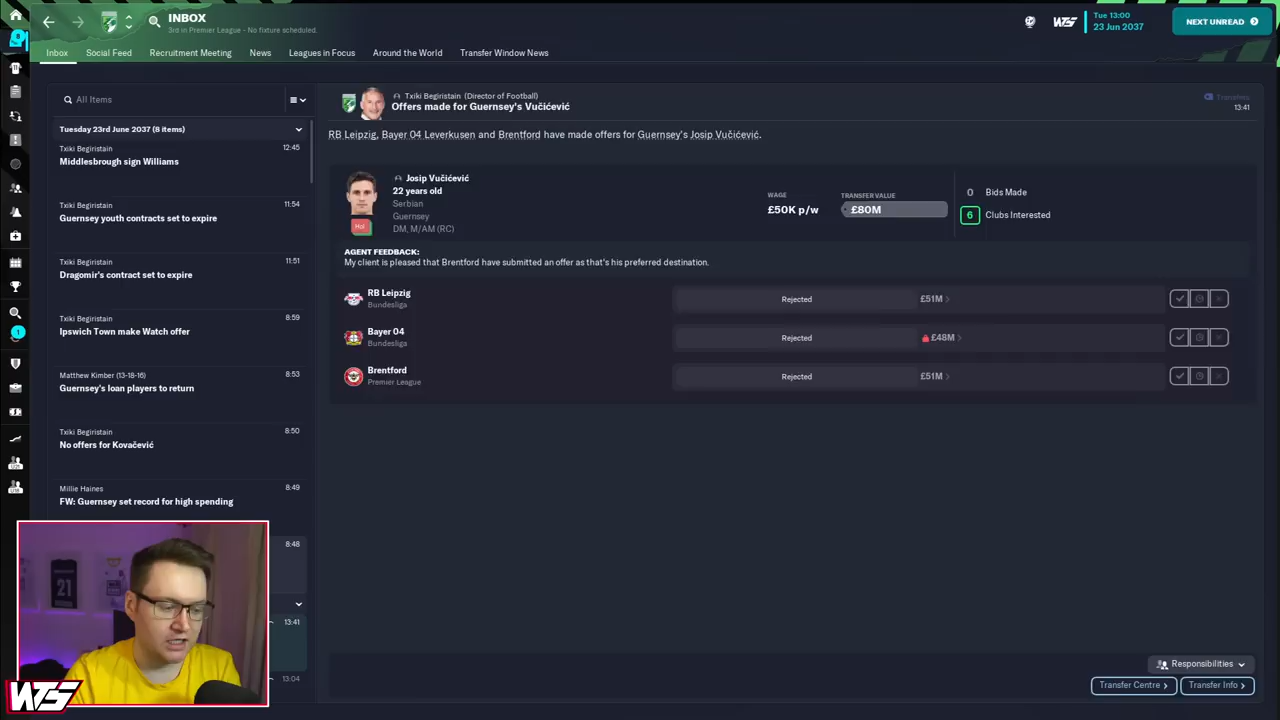 INBOX
3rd in Premier League - No fixture scheduled.
Tue 13:00
23 Jun 2037
NEXT UNREAD
Inbox
Social Feed
Recruitment Meeting
News
Leagues in Focus
Around the World
Transfer Window News
All Items
Tuesday 23rd June 2037 (8 items)
Txiki Begiristain
12:45
Middlesbrough sign Williams
Txiki Begiristain
11:54
Guernsey youth contracts set to expire
Txiki Begiristain
11:51
Dragomir's contract set to expire
Txiki Begiristain
8:59
Ipswich Town make Watch offer
Matthew Kimber (13-18-16)
8:53
Guernsey's loan players to return
Txiki Begiristain
8:50
No offers for Kovačević
Millie Haines
8:49
FW: Guernsey set record for high spending
8:48
13:41
13:04
Txiki Begiristain (Director of Football)
Offers made for Guernsey's Vučićević
Transfers
13:41
RB Leipzig, Bayer 04 Leverkusen and Brentford have made offers for Guernsey's Josip Vučićević.
Josip Vučićević
22 years old
Serbian
Guernsey
DM, M/AM (RC)
Hol
WAGE
£50K p/w
TRANSFER VALUE
£80M
0 Bids Made
6 Clubs Interested
AGENT FEEDBACK:
My client is pleased that Brentford have submitted an offer as that's his preferred destination.
RB Leipzig
Bundesliga
Rejected
£51M
Bayer 04
Bundesliga
Rejected
£48M
Brentford
Premier League
Rejected
£51M
Responsibilities
Transfer Centre
Transfer Info
21
WTS